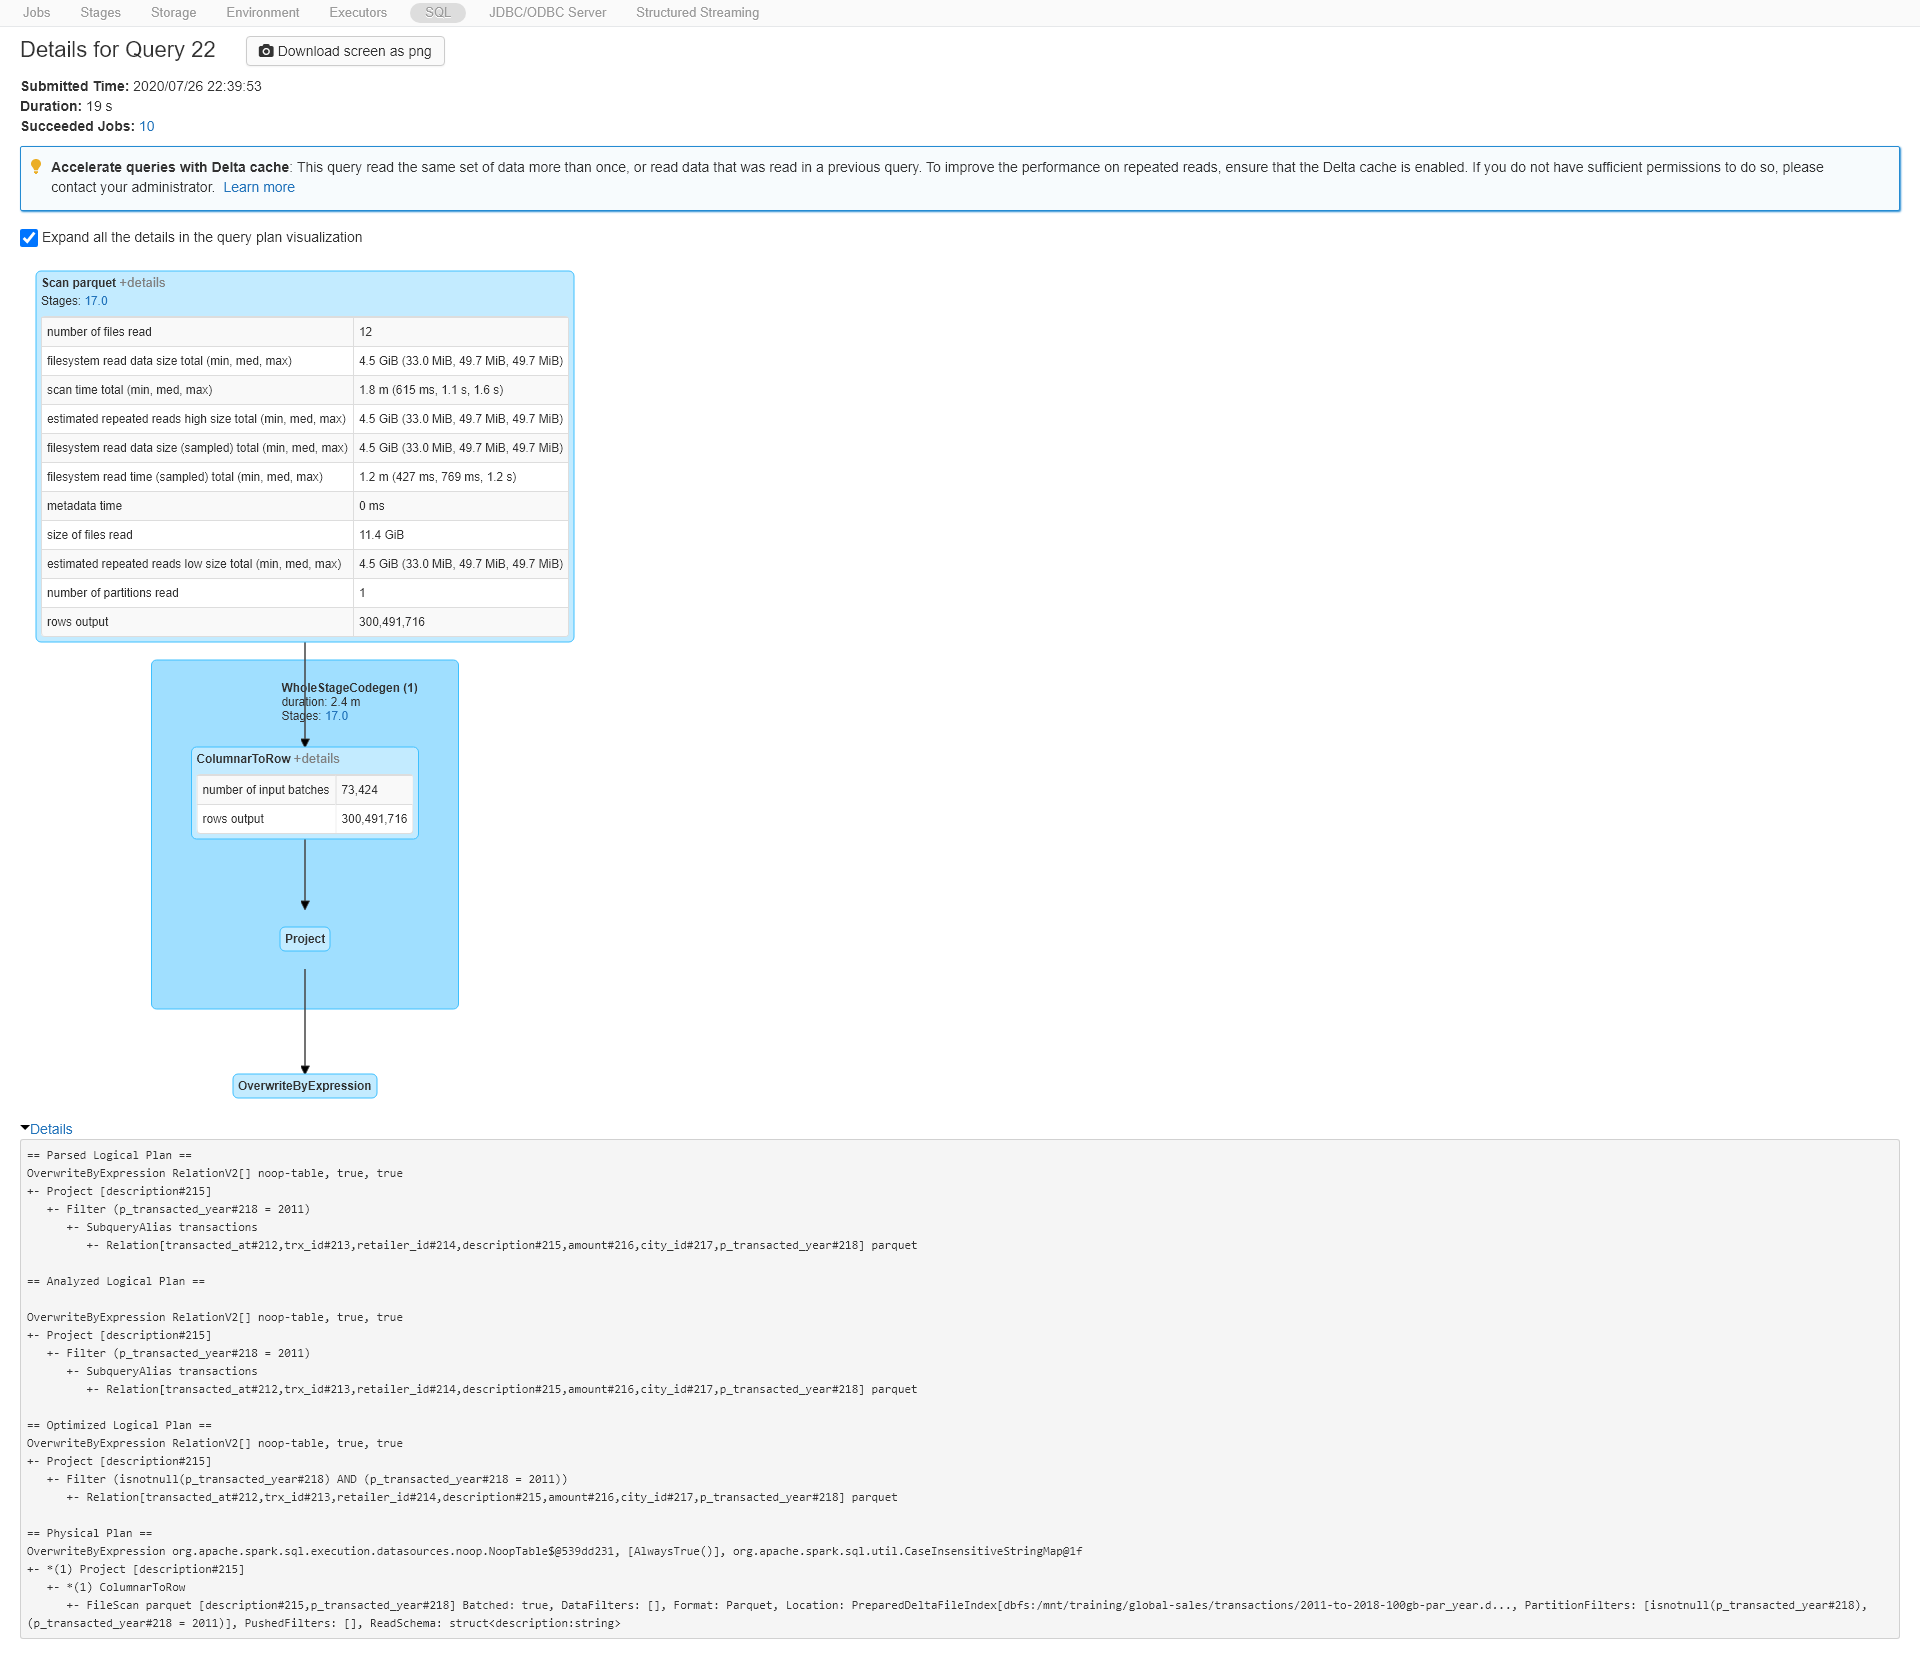 Jobs Stages Storage Environment Executors SQL JDBC/ODBC Server Structured Streaming
Details for Query 22 Download screen as png
Submitted Time: 2020/07/26 22:39:53
Duration: 19 s
Succeeded Jobs: 10
Accelerate queries with Delta cache: This query read the same set of data more than once, or read data that was read in a previous query. To improve the performance on repeated reads, ensure that the Delta cache is enabled. If you do not have sufficient permissions to do so, please
contact your administrator. Learn more
Expand all the details in the query plan visualization
Scan parquet +details
Stages: 17.0
number of files read 12
filesystem read data size total (min, med, max) 4.5 GiB (33.0 MiB, 49.7 MiB, 49.7 MiB)
scan time total (min, med, max) 1.8 m (615 ms, 1.1 s, 1.6 s)
estimated repeated reads high size total (min, med, max) 4.5 GiB (33.0 MiB, 49.7 MiB, 49.7 MiB)
filesystem read data size (sampled) total (min, med, max) 4.5 GiB (33.0 MiB, 49.7 MiB, 49.7 MiB)
filesystem read time (sampled) total (min, med, max) 1.2 m (427 ms, 769 ms, 1.2 s)
metadata time 0 ms
size of files read 11.4 GiB
estimated repeated reads low size total (min, med, max) 4.5 GiB (33.0 MiB, 49.7 MiB, 49.7 MiB)
number of partitions read 1
rows output 300,491,716
WholeStageCodegen (1)
duration: 2.4 m
Stages: 17.0
ColumnarToRow +details
number of input batches 73,424
rows output 300,491,716
Project
OverwriteByExpression
Details
== Parsed Logical Plan ==
OverwriteByExpression RelationV2[] noop-table, true, true
+- Project [description#215]
   +- Filter (p_transacted_year#218 = 2011)
      +- SubqueryAlias transactions
         +- Relation[transacted_at#212,trx_id#213,retailer_id#214,description#215,amount#216,city_id#217,p_transacted_year#218] parquet
== Analyzed Logical Plan ==
OverwriteByExpression RelationV2[] noop-table, true, true
+- Project [description#215]
   +- Filter (p_transacted_year#218 = 2011)
      +- SubqueryAlias transactions
         +- Relation[transacted_at#212,trx_id#213,retailer_id#214,description#215,amount#216,city_id#217,p_transacted_year#218] parquet
== Optimized Logical Plan ==
OverwriteByExpression RelationV2[] noop-table, true, true
+- Project [description#215]
   +- Filter (isnotnull(p_transacted_year#218) AND (p_transacted_year#218 = 2011))
      +- Relation[transacted_at#212,trx_id#213,retailer_id#214,description#215,amount#216,city_id#217,p_transacted_year#218] parquet
== Physical Plan ==
OverwriteByExpression org.apache.spark.sql.execution.datasources.noop.NoopTable$@539dd231, [AlwaysTrue()], org.apache.spark.sql.util.CaseInsensitiveStringMap@1f
+- *(1) Project [description#215]
   +- *(1) ColumnarToRow
      +- FileScan parquet [description#215,p_transacted_year#218] Batched: true, DataFilters: [], Format: Parquet, Location: PreparedDeltaFileIndex[dbfs:/mnt/training/global-sales/transactions/2011-to-2018-100gb-par_year.d..., PartitionFilters: [isnotnull(p_transacted_year#218),
(p_transacted_year#218 = 2011)], PushedFilters: [], ReadSchema: struct<description:string>